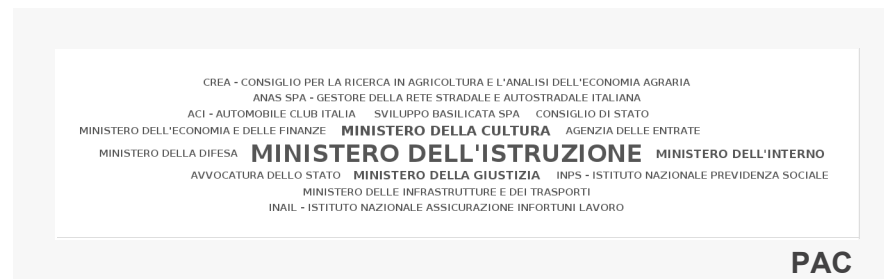 CREA - CONSIGLIO PER LA RICERCA IN AGRICOLTURA E L'ANALISI DELL'ECONOMIA AGRARIA
ANAS SPA - GESTORE DELLA RETE STRADALE E AUTOSTRADALE ITALIANA
ACI - AUTOMOBILE CLUB ITALIA SVILUPPO BASILICATA SPA CONSIGLIO DI STATO
MINISTERO DELL'ECONOMIA E DELLE FINANZE MINISTERO DELLA CULTURA AGENZIA DELLE ENTRATE
MINISTERO DELLA DIFESA MINISTERO DELL'ISTRUZIONE MINISTERO DELL'INTERNO
AVVOCATURA DELLO STATO MINISTERO DELLA GIUSTIZIA INPS - ISTITUTO NAZIONALE PREVIDENZA SOCIALE
MINISTERO DELLE INFRASTRUTTURE E DEI TRASPORTI
INAIL - ISTITUTO NAZIONALE ASSICURAZIONE INFORTUNI LAVORO
PAC